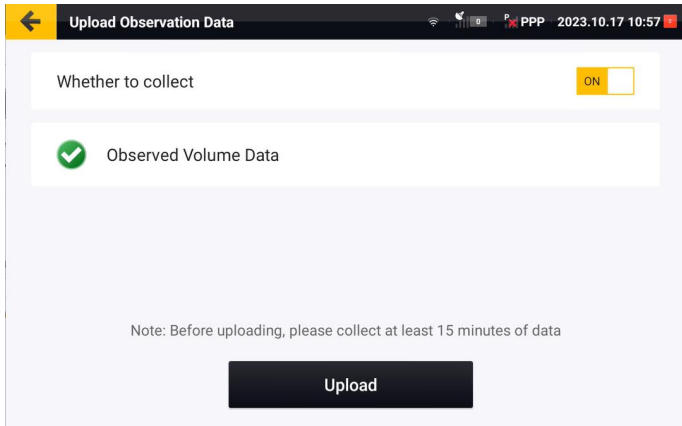 Upload Observation Data 0 P PPP 2023.10.17 10:57
Whether to collect ON
Observed Volume Data
Note: Before uploading, please collect at least 15 minutes of data
Upload